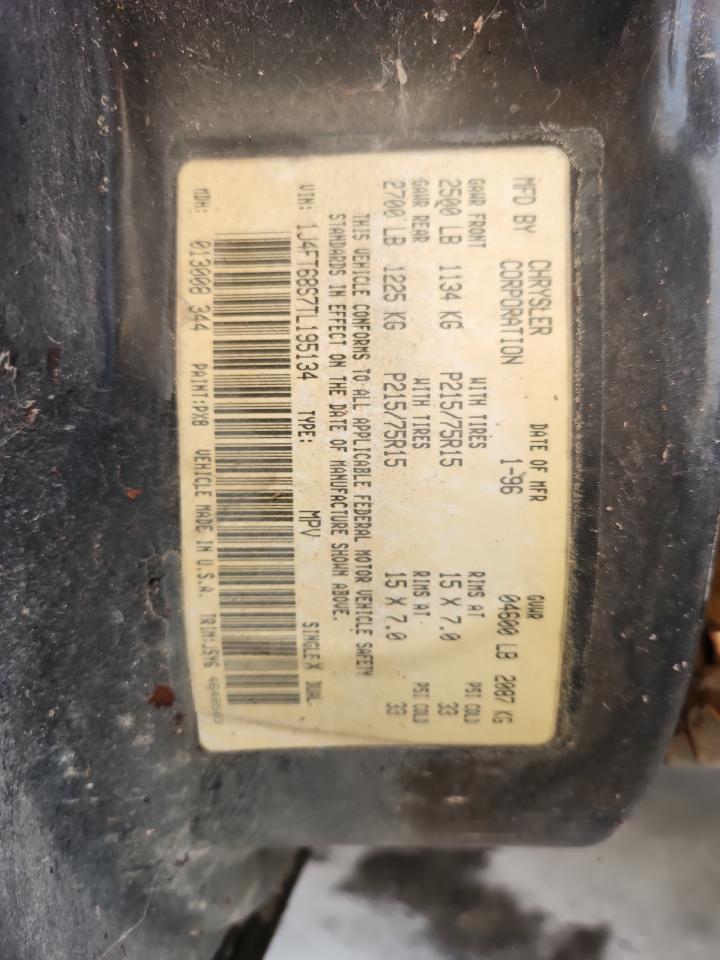 MFD BY CHRYSLER CORPORATION DATE OF MFR 1-96 GVWR 04600 LB 2087 KG
GAWR FRONT WITH TIRES RIMS AT PSI COLD
2500 LB 1134 KG P215/75R15 15 X 7.0 33
GAWR REAR WITH TIRES RIMS AT PSI COLD
2700 LB 1225 KG P215/75R15 15 X 7.0 33
THIS VEHICLE CONFORMS TO ALL APPLICABLE FEDERAL MOTOR VEHICLE SAFETY
STANDARDS IN EFFECT ON THE DATE OF MANUFACTURE SHOWN ABOVE.
VIN: 1J4FT68S7TL195134 TYPE: MPV SINGLE X DUAL
MDH: 013008 344 PAINT:PX8 VEHICLE MADE IN U.S.A. TRIM:J5Y6